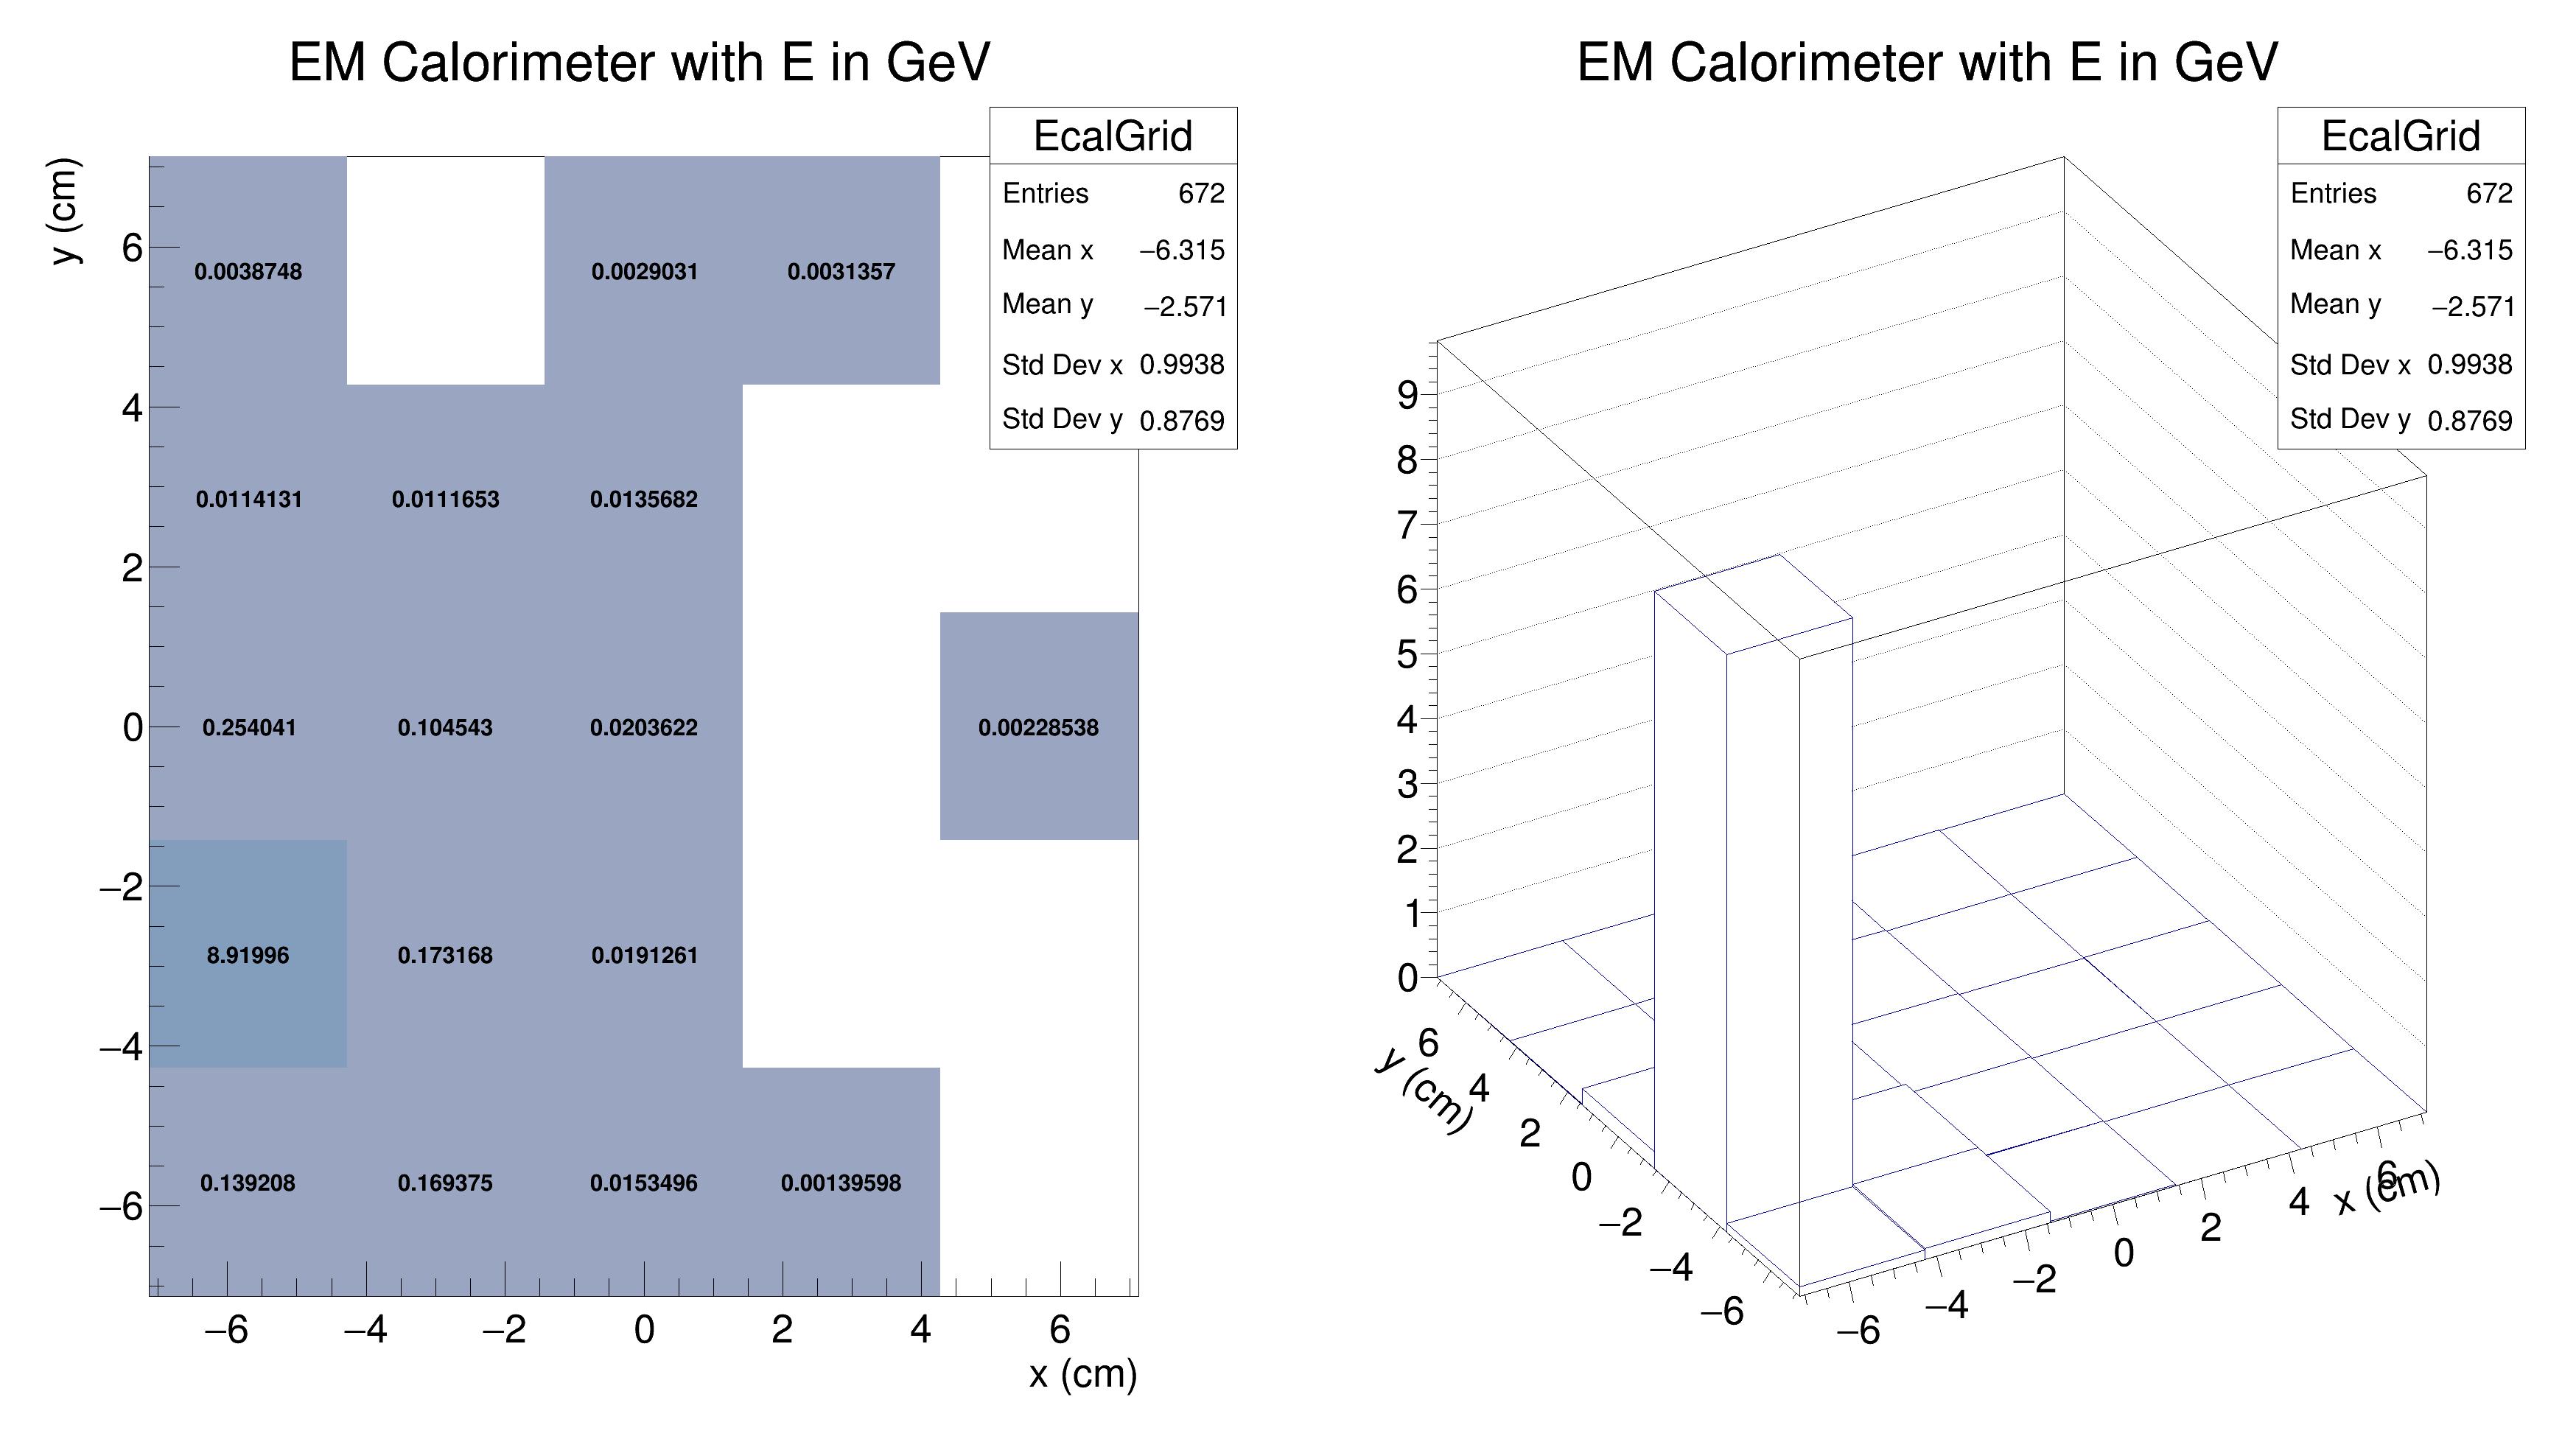 EM Calorimeter with E in GeV
EcalGrid
Entries 672
Mean x −6.315
Mean y −2.571
Std Dev x 0.9938
Std Dev y 0.8769
y (cm)
6
4
2
0
−2
−4
−6
0.0038748 0.0029031 0.0031357
0.0114131 0.0111653 0.0135682
0.254041 0.104543 0.0203622 0.00228538
8.91996 0.173168 0.0191261
0.139208 0.169375 0.0153496 0.00139598
−6 −4 −2 0 2 4 6
x (cm)
EM Calorimeter with E in GeV
EcalGrid
Entries 672
Mean x −6.315
Mean y −2.571
Std Dev x 0.9938
Std Dev y 0.8769
9
8
7
6
5
4
3
2
1
0
6
4
2
0
−2
−4
−6
y (cm)
−6
−4
−2
0
2
4
6
x (cm)